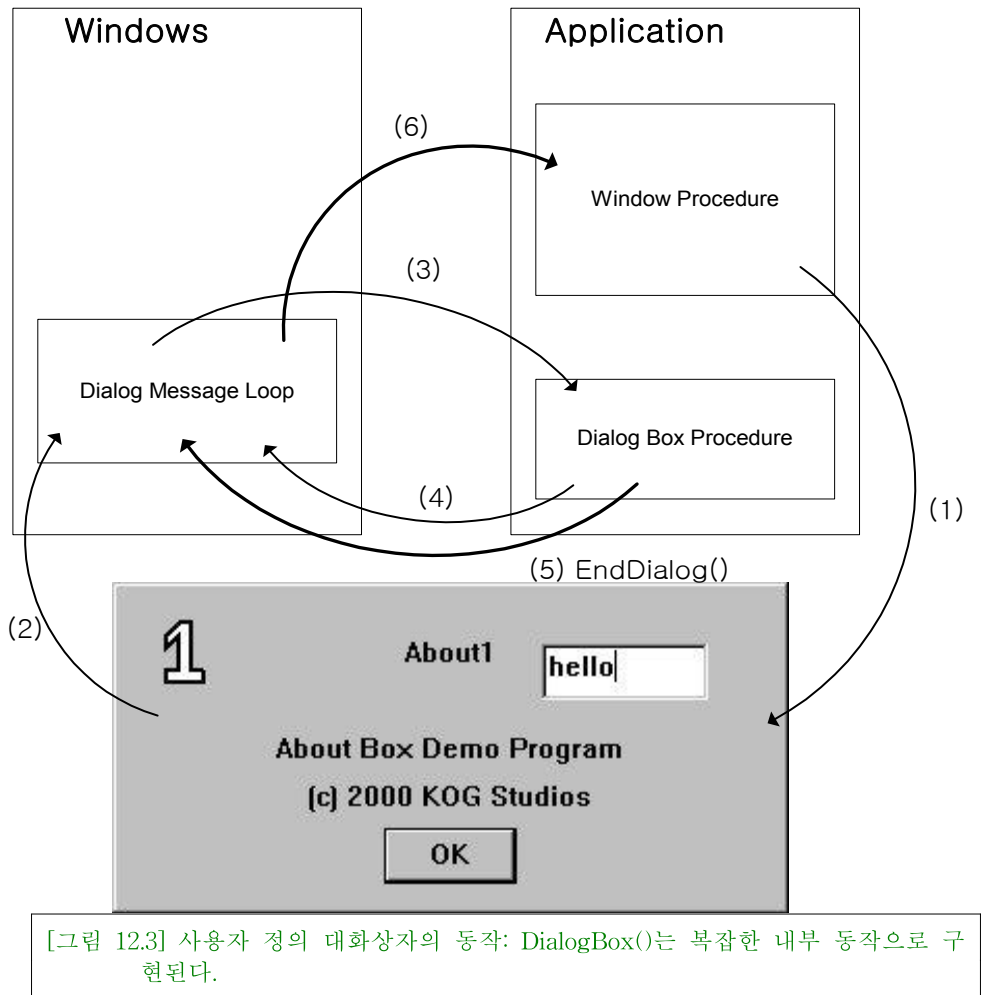 Windows
Application
(6)
Window Procedure
(3)
Dialog Message Loop
Dialog Box Procedure
(4)
(1)
(5) EndDialog()
(2)
1
About1
hello
About Box Demo Program
(c) 2000 KOG Studios
OK
[그림 12.3] 사용자 정의 대화상자의 동작: DialogBox()는 복잡한 내부 동작으로 구
현된다.